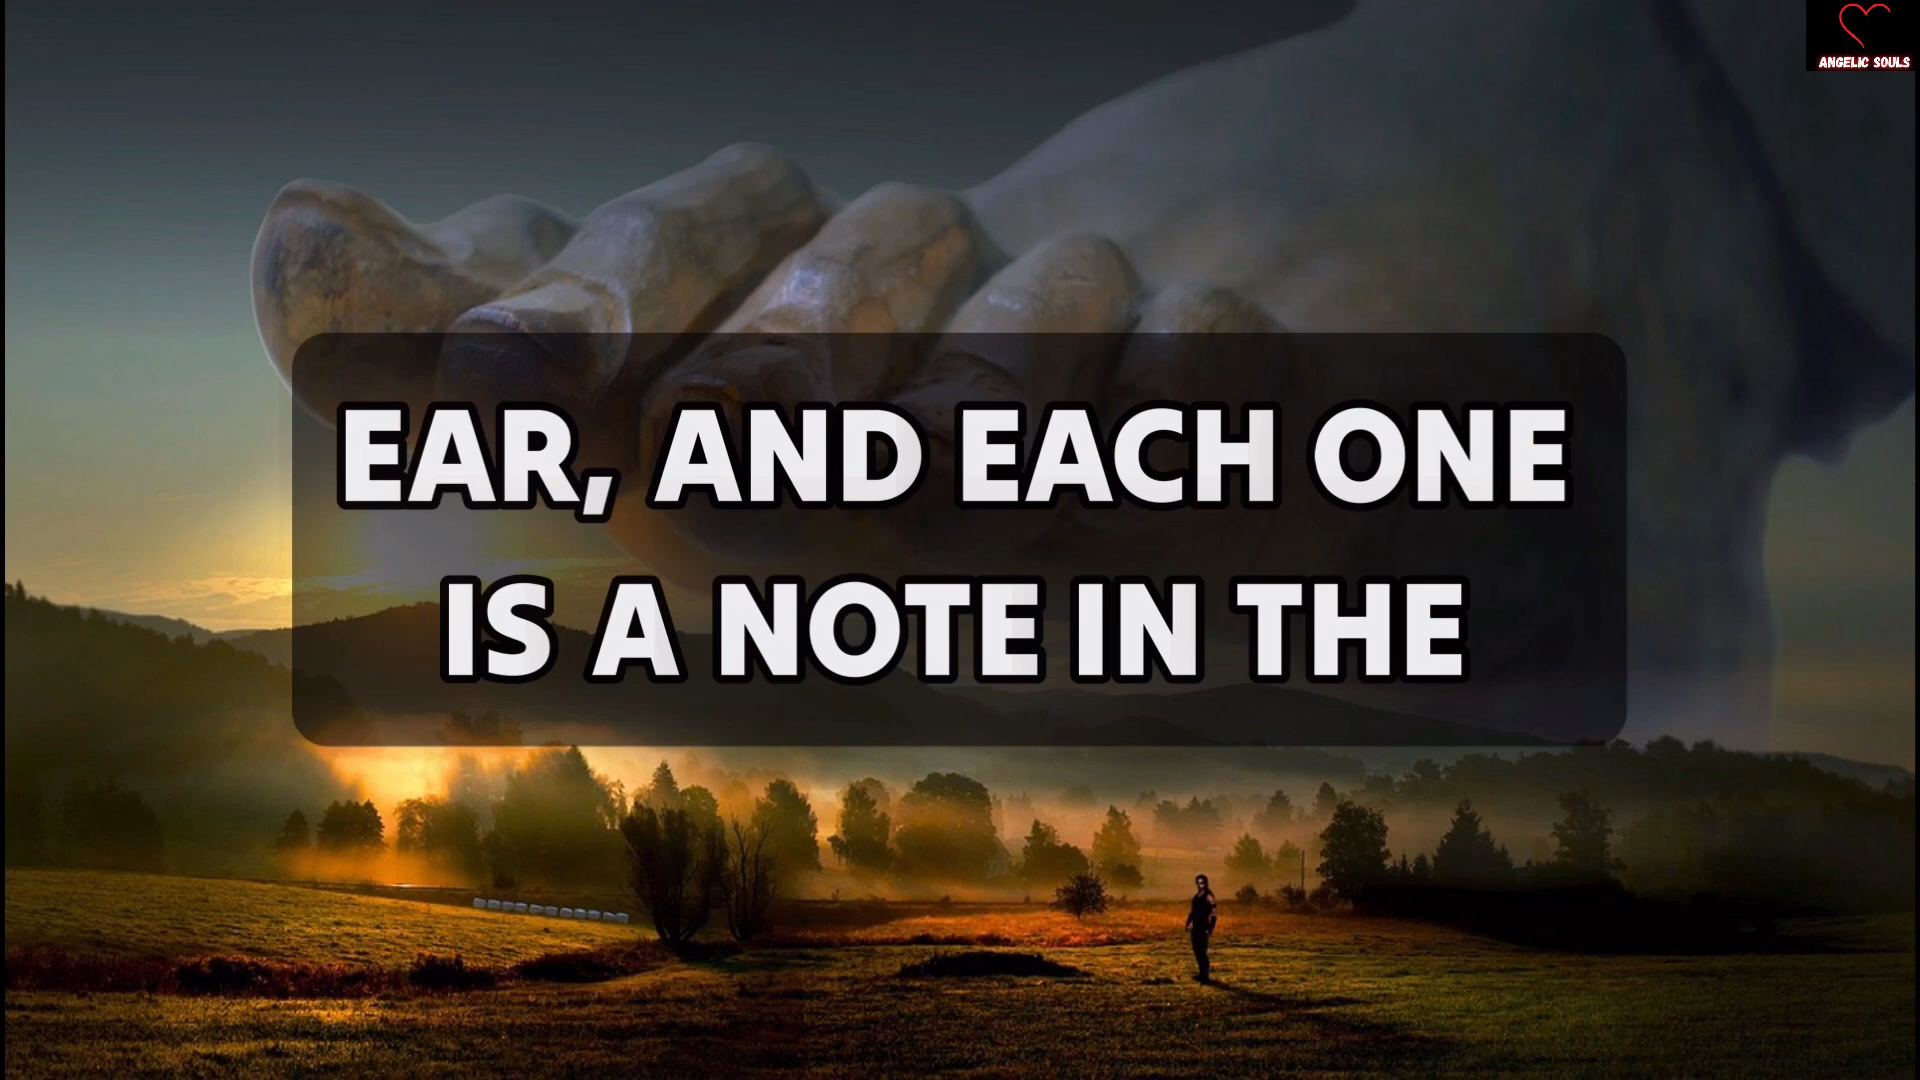 ANGELIC SOULS
EAR, AND EACH ONE
IS A NOTE IN THE